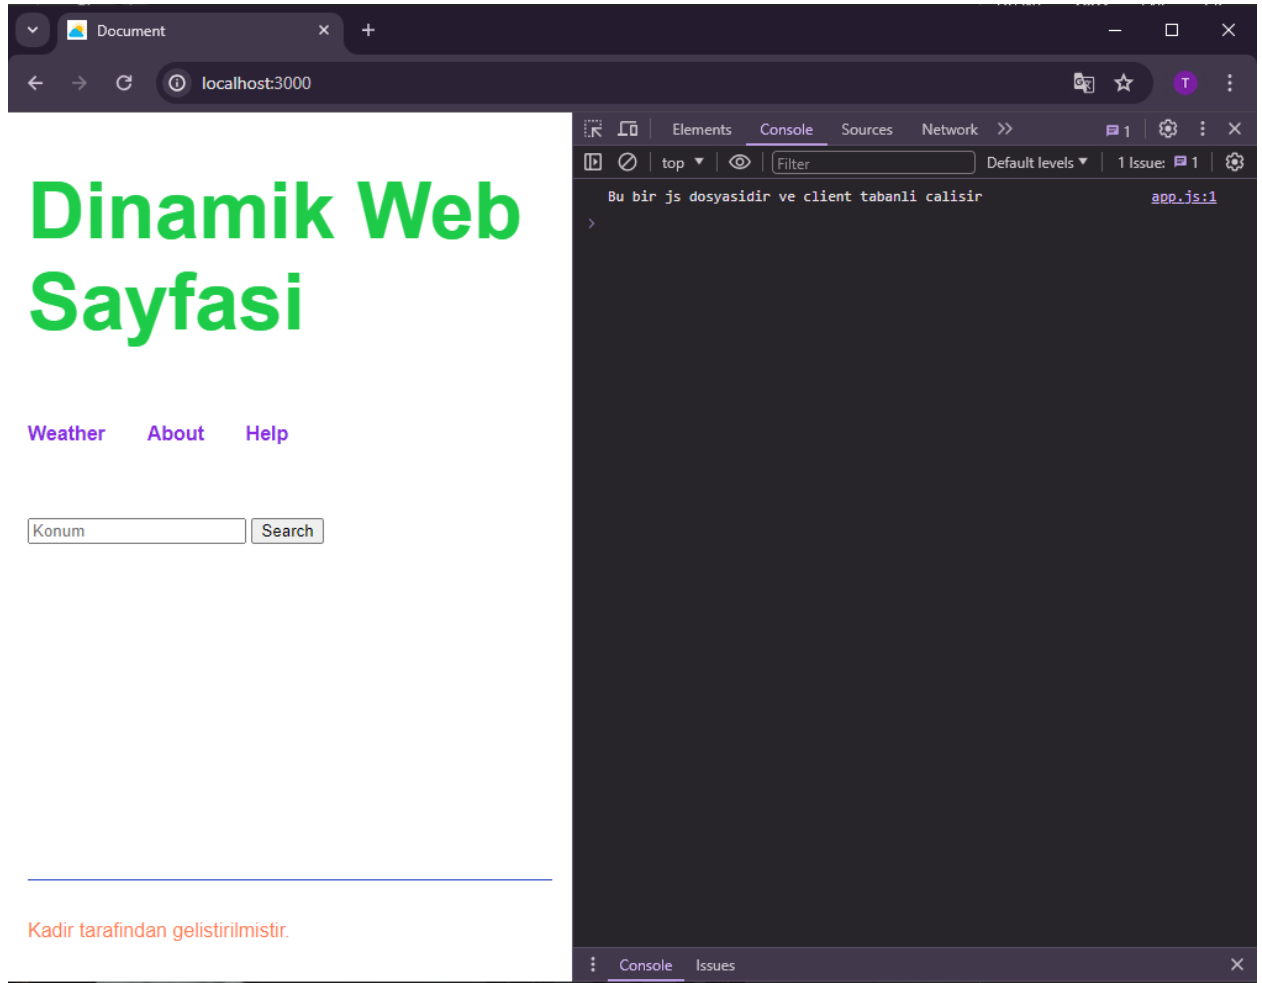 Document
localhost:3000
T
Dinamik Web
Sayfasi
Weather About Help
Konum Search
Kadir tarafindan gelistirilmistir.
Elements Console Sources Network 1
top Filter Default levels 1 Issue: 1
Bu bir js dosyasidir ve client tabanli calisir app.js:1
Console Issues